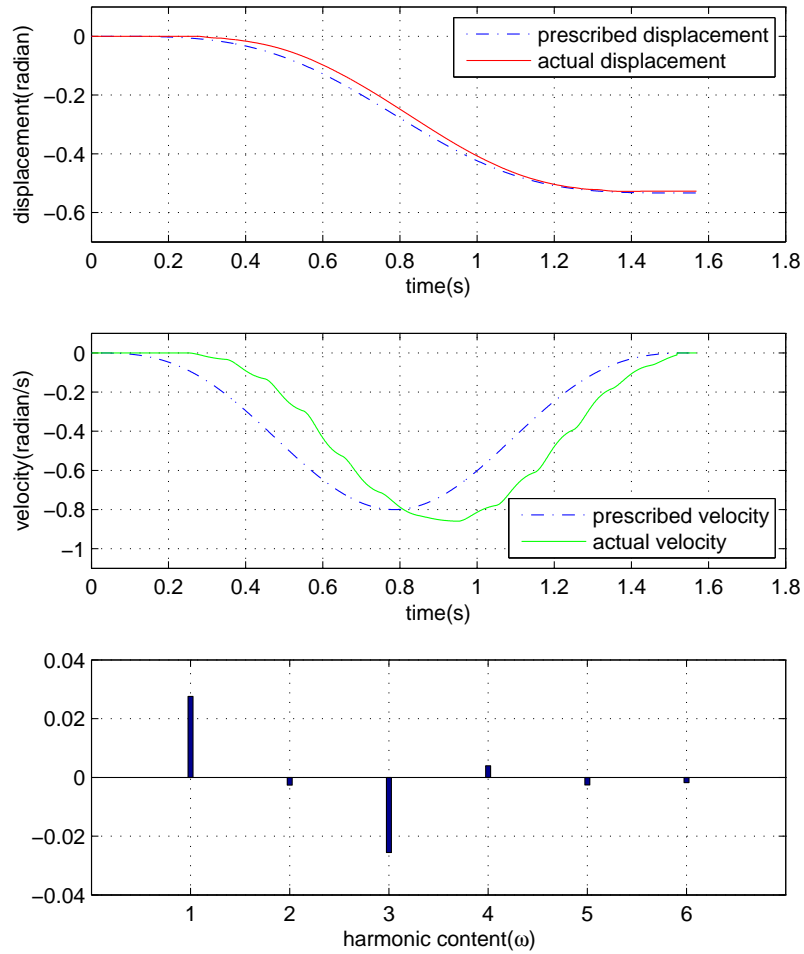 0
−0.2
−0.4
−0.6
displacement(radian)
prescribed displacement
actual displacement
0 0.2 0.4 0.6 0.8 1 1.2 1.4 1.6 1.8
time(s)
0
−0.2
−0.4
−0.6
−0.8
−1
velocity(radian/s)
prescribed velocity
actual velocity
0 0.2 0.4 0.6 0.8 1 1.2 1.4 1.6 1.8
time(s)
0.04
0.02
0
−0.02
−0.04
1 2 3 4 5 6
harmonic content(ω)